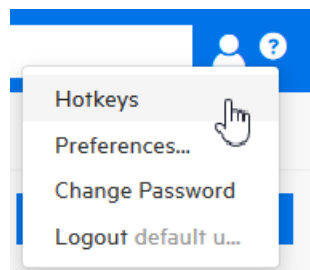 ?
Hotkeys
Preferences...
Change Password
Logout default u...